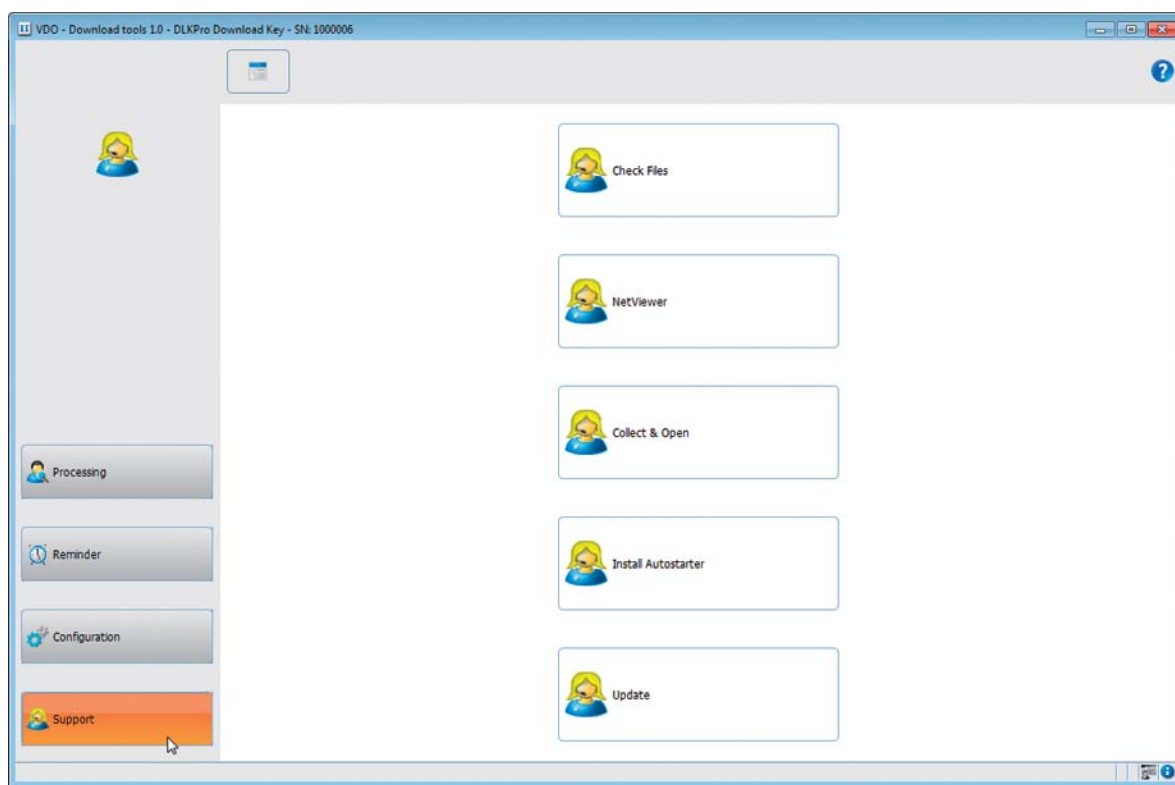 VDO - Download tools 1.0 - DLKPro Download Key - SN: 1000006
?
Check Files
NetViewer
Collect & Open
Install Autostarter
Update
Processing
Reminder
Configuration
Support